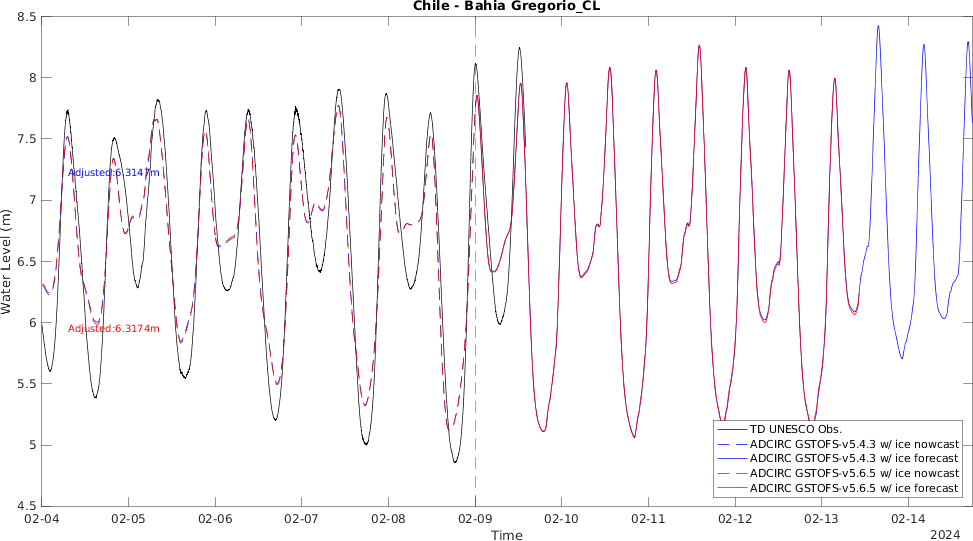 Chile - Bahia Gregorio_CL
8.5
8
7.5
7
6.5
6
5.5
5
4.5
Water Level (m)
Adjusted:6.3147m
Adjusted:6.3174m
TD UNESCO Obs.
ADCIRC GSTOFS-v5.4.3 w/ ice nowcast
ADCIRC GSTOFS-v5.4.3 w/ ice forecast
ADCIRC GSTOFS-v5.6.5 w/ ice nowcast
ADCIRC GSTOFS-v5.6.5 w/ ice forecast
02-04 02-05 02-06 02-07 02-08 02-09 02-10 02-11 02-12 02-13 02-14
Time
2024